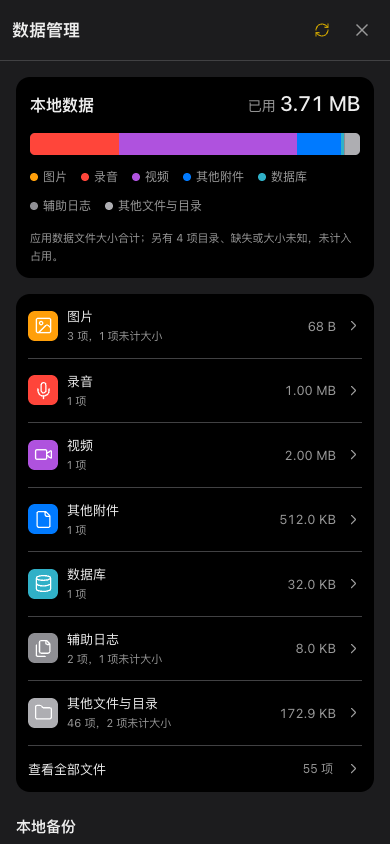 数据管理
本地数据
已用 3.71 MB
图片 录音 视频 其他附件 数据库
辅助日志 其他文件与目录
应用数据文件大小合计；另有 4 项目录、缺失或大小未知，未计入
占用。
图片
3 项，1 项未计大小
68 B
录音
1 项
1.00 MB
视频
1 项
2.00 MB
其他附件
1 项
512.0 KB
数据库
1 项
32.0 KB
辅助日志
2 项，1 项未计大小
8.0 KB
其他文件与目录
46 项，2 项未计大小
172.9 KB
查看全部文件
55 项
本地备份